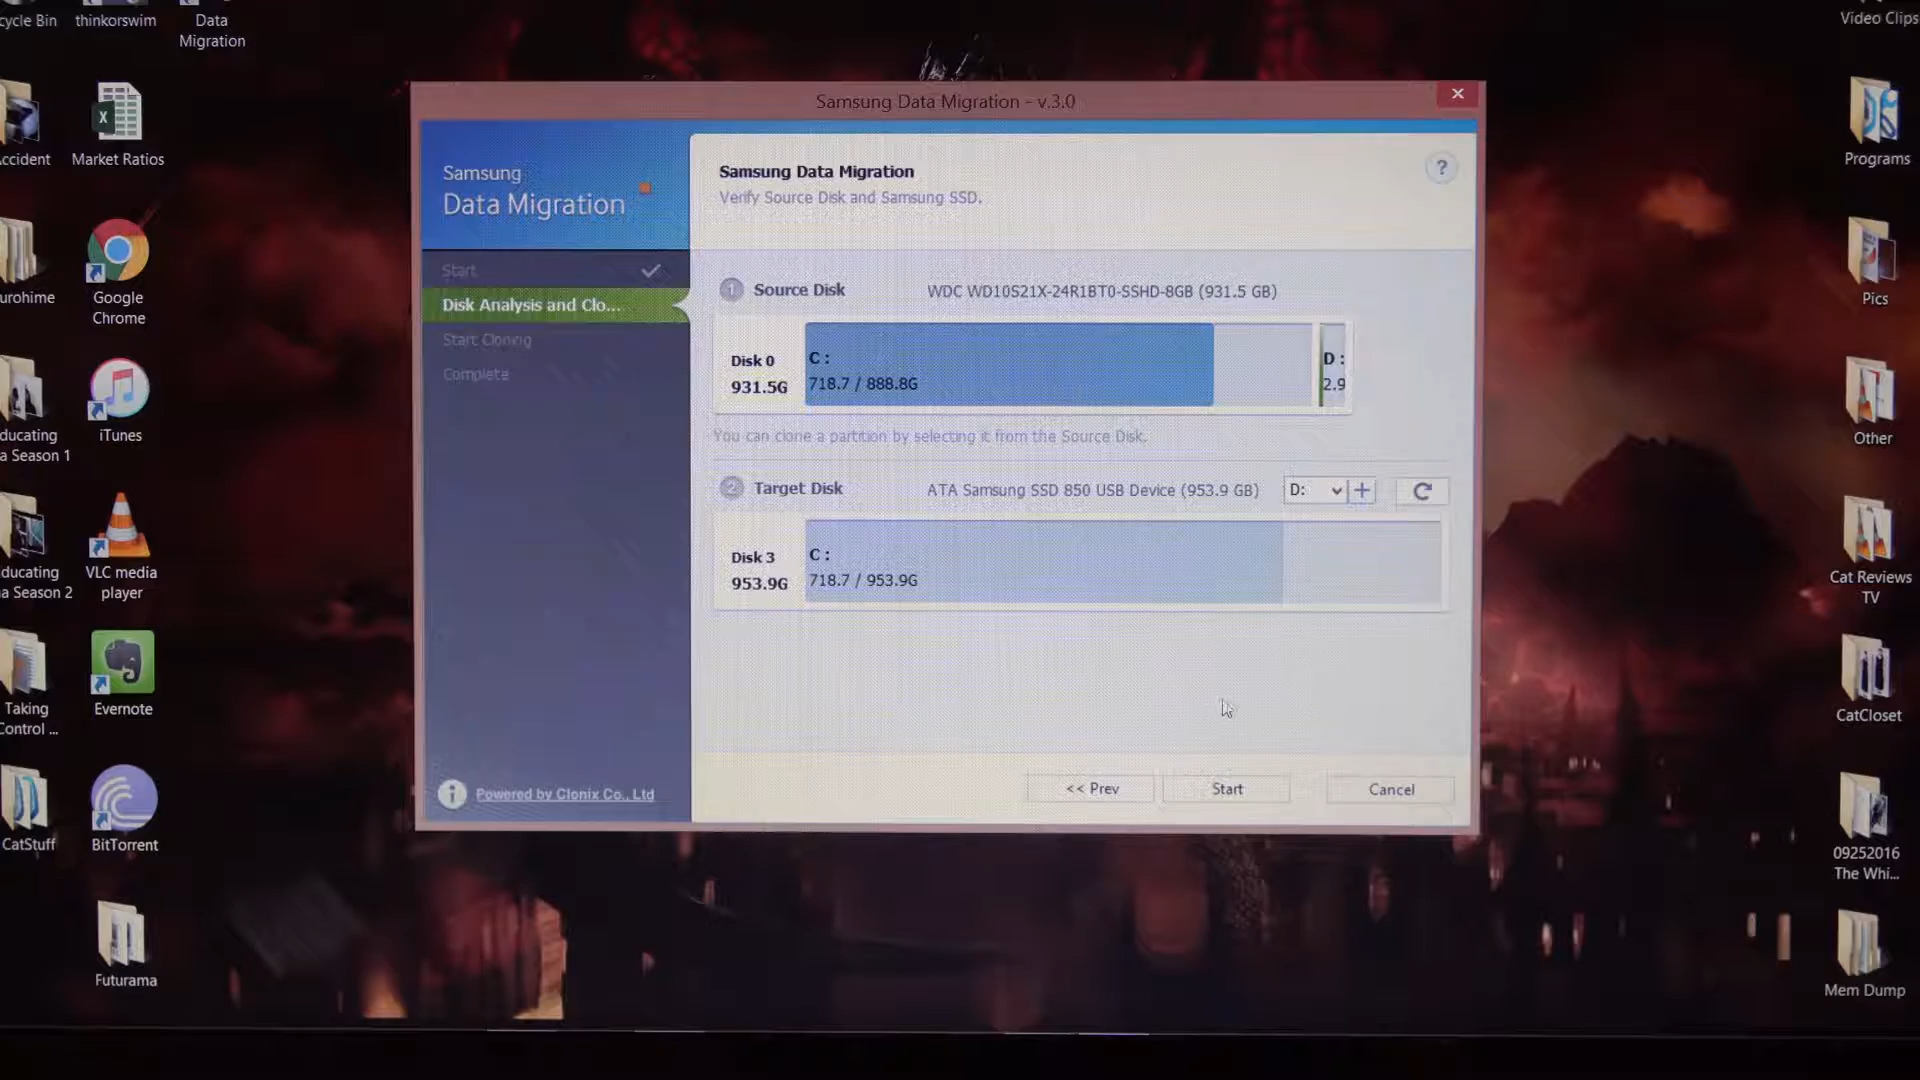 cycle Bin
thinkorswim
Data
Migration
Video Clips
ccident
Market Ratios
Programs
urohime
Google
Chrome
Pics
ducating
a Season 1
iTunes
Other
ducating
a Season 2
VLC media
player
Cat Reviews
TV
Taking
Control ...
Evernote
CatCloset
CatStuff
BitTorrent
09252016
The Whi...
Futurama
Mem Dump
Samsung Data Migration - v.3.0
Samsung
Data Migration
Start
Disk Analysis and Clo...
Start Cloning
Complete
Powered by Clonix Co., Ltd
Samsung Data Migration
Verify Source Disk and Samsung SSD.
?
1 Source Disk WDC WD10S21X-24R1BT0-SSHD-8GB (931.5 GB)
Disk 0
931.5G
C :
718.7 / 888.8G
D :
2.9
You can clone a partition by selecting it from the Source Disk.
2 Target Disk ATA Samsung SSD 850 USB Device (953.9 GB) D:
Disk 3
953.9G
C :
718.7 / 953.9G
<< Prev
Start
Cancel